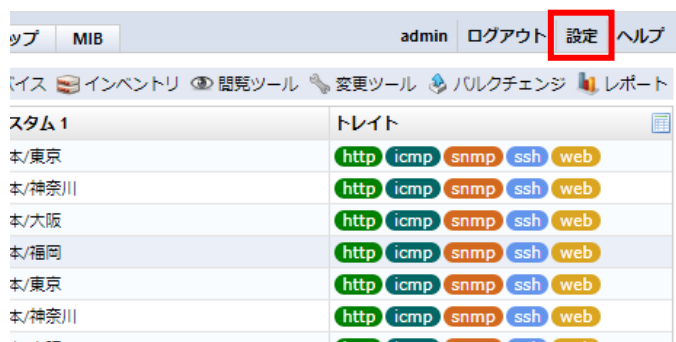 ップ MIB admin ログアウト 設定 ヘルプ
イス インベントリ 閲覧ツール 変更ツール バルクチェンジ レポート
スタム 1 トレイト
本/東京 http icmp snmp ssh web
本/神奈川 http icmp snmp ssh web
本/大阪 http icmp snmp ssh web
本/福岡 http icmp snmp ssh web
本/東京 http icmp snmp ssh web
本/神奈川 http icmp snmp ssh web